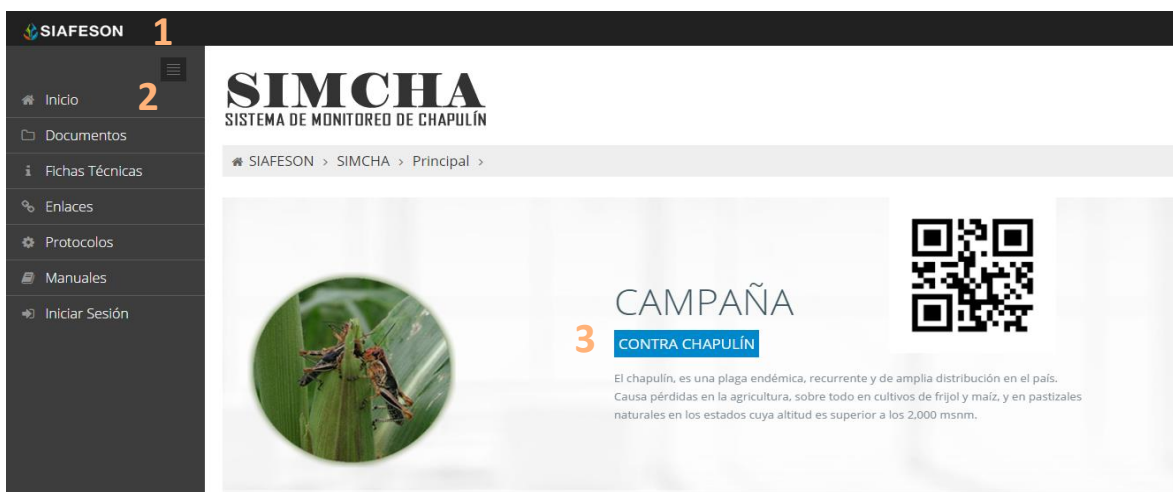 SIAFESON
1
2
Inicio
Documentos
Fichas Técnicas
Enlaces
Protocolos
Manuales
Iniciar Sesión
SIMCHA
SISTEMA DE MONITOREO DE CHAPULÍN
SIAFESON > SIMCHA > Principal >
CAMPAÑA
3
CONTRA CHAPULÍN
El chapulín, es una plaga endémica, recurrente y de amplia distribución en el país.
Causa pérdidas en la agricultura, sobre todo en cultivos de frijol y maíz, y en pastizales
naturales en los estados cuya altitud es superior a los 2,000 msnm.